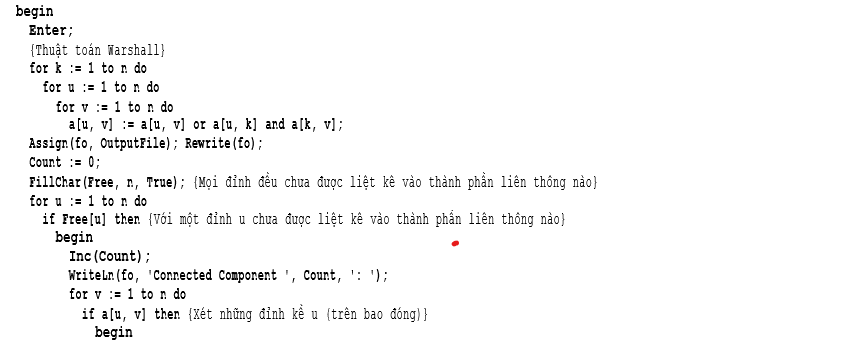 begin
Enter;
{Thuật toán Warshall}
for k := 1 to n do
for u := 1 to n do
for v := 1 to n do
a[u, v] := a[u, v] or a[u, k] and a[k, v];
Assign(fo, OutputFile); Rewrite(fo);
Count := 0;
FillChar(Free, n, True); {Mọi đỉnh đều chưa được liệt kê vào thành phần liên thông nào}
for u := 1 to n do
if Free[u] then {Với một đỉnh u chưa được liệt kê vào thành phần liên thông nào}
begin
Inc(Count);
WriteLn(fo, 'Connected Component ', Count, ': ');
for v := 1 to n do
if a[u, v] then {Xét những đỉnh kề u (trên bao đóng)}
begin